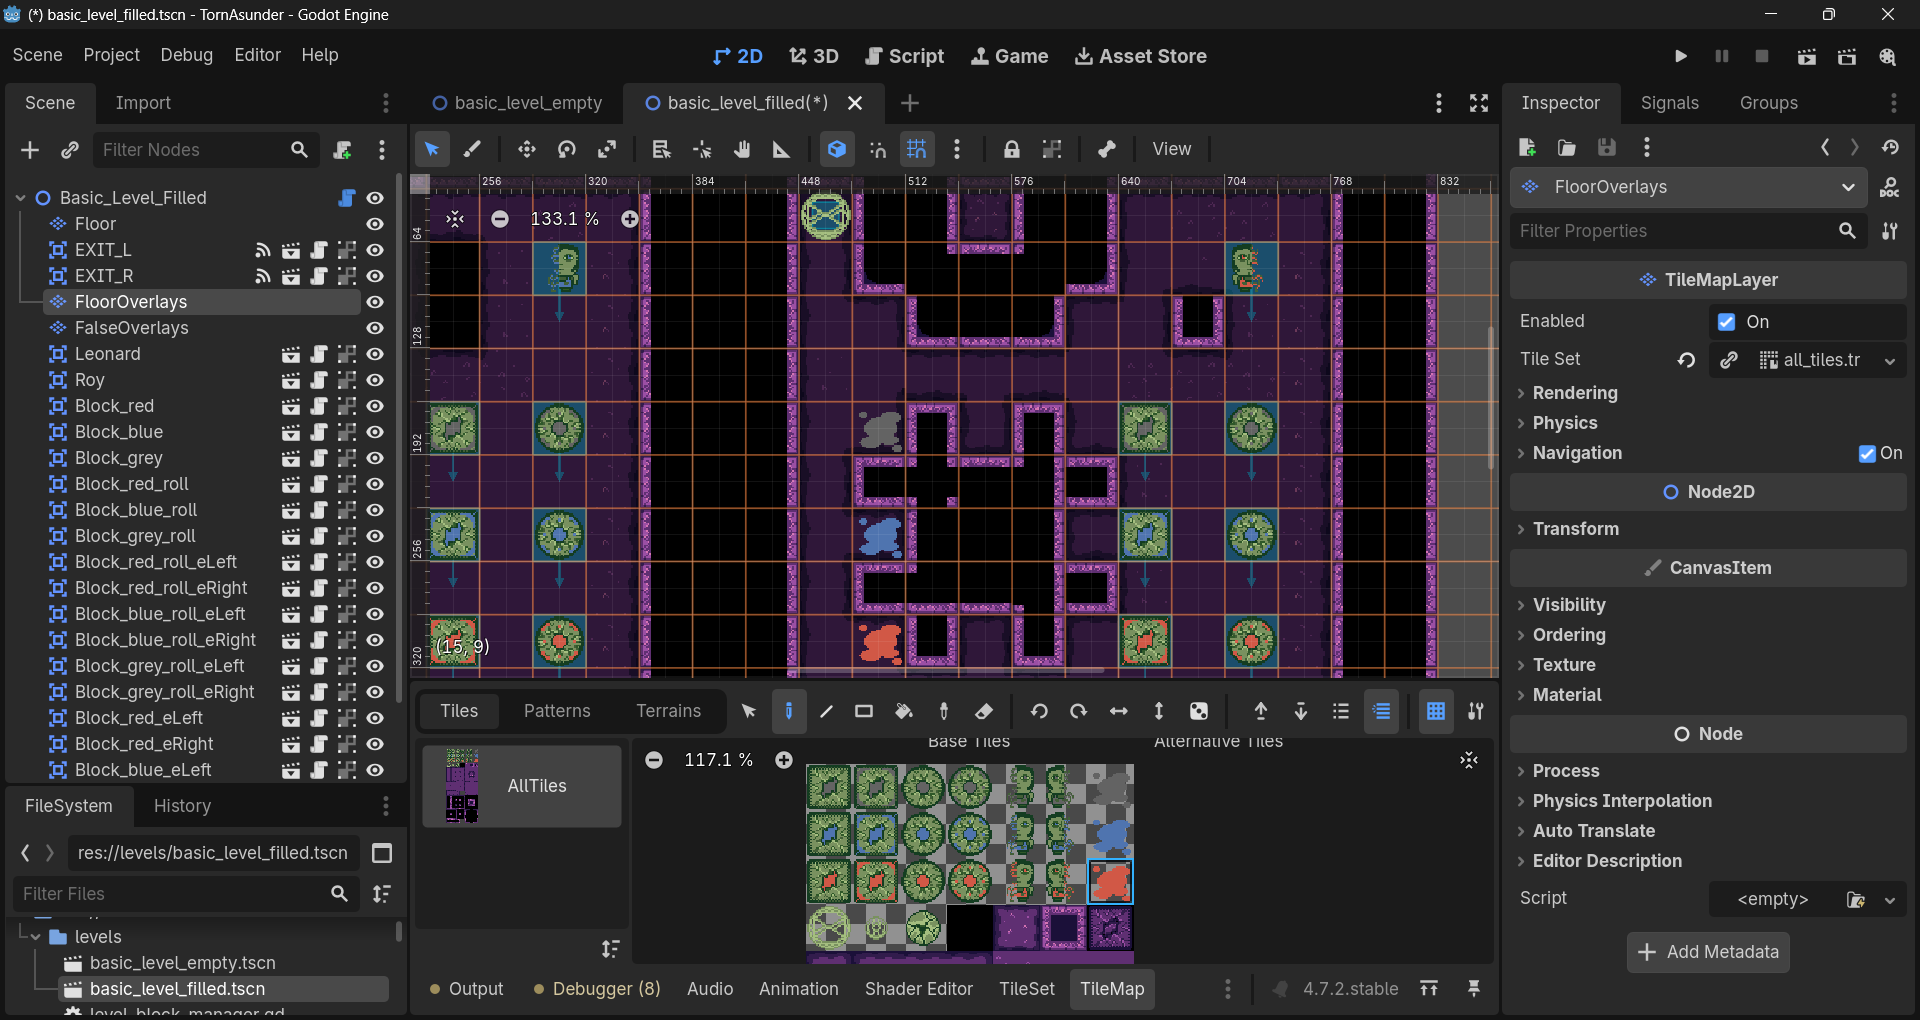 (*) basic_level_filled.tscn - TornAsunder - Godot Engine
Scene Project Debug Editor Help
2D 3D Script Game Asset Store
Scene Import
basic_level_empty basic_level_filled(*)
Inspector Signals Groups
Filter Nodes
View
FloorOverlays
Filter Properties
Basic_Level_Filled
Floor
EXIT_L
EXIT_R
FloorOverlays
FalseOverlays
Leonard
Roy
Block_red
Block_blue
Block_grey
Block_red_roll
Block_blue_roll
Block_grey_roll
Block_red_roll_eLeft
Block_red_roll_eRight
Block_blue_roll_eLeft
Block_blue_roll_eRight
Block_grey_roll_eLeft
Block_grey_roll_eRight
Block_red_eLeft
Block_red_eRight
Block_blue_eLeft
256 320 384 448 512 576 640 704 768 832
133.1 %
64
128
192
256
320
(15, 9)
TileMapLayer
Enabled On
Tile Set all_tiles.tr
Rendering
Physics
Navigation On
Node2D
Transform
CanvasItem
Visibility
Ordering
Texture
Material
Node
Process
Physics Interpolation
Auto Translate
Editor Description
Script <empty>
Add Metadata
Tiles Patterns Terrains
AllTiles
117.1 %
Base Tiles Alternative Tiles
FileSystem History
res://levels/basic_level_filled.tscn
Filter Files
levels
basic_level_empty.tscn
basic_level_filled.tscn
level_block_manager.gd
Output Debugger (8) Audio Animation Shader Editor TileSet TileMap
4.7.2.stable